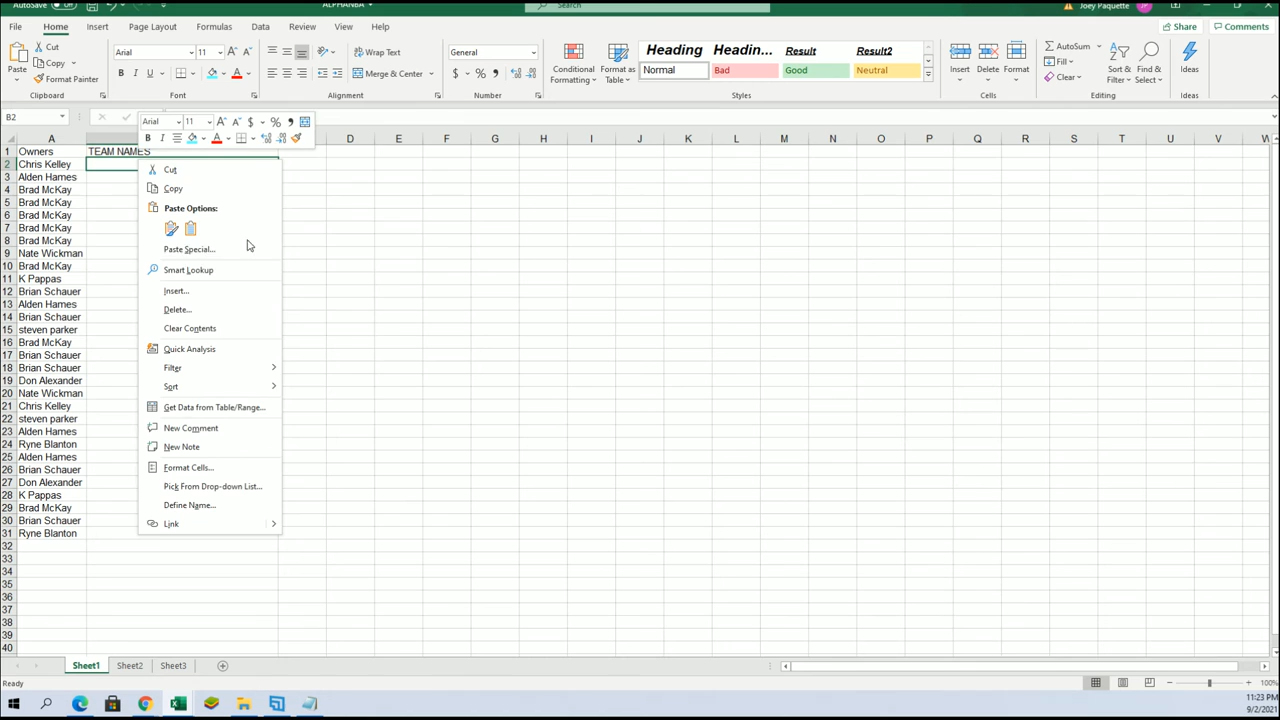 AutoSave Off
ALPHANBA
Search
Joey Paquette
JP
File Home Insert Page Layout Formulas Data Review View Help
Share Comments
Cut
Copy
Format Painter
Paste
Clipboard
Arial 11
B I U
Font
Wrap Text
Merge & Center
Alignment
General
$ % 9
Number
Conditional Formatting
Format as Table
Heading Headin... Result Result2
Normal Bad Good Neutral
Styles
Insert Delete Format
Cells
AutoSum
Fill
Clear
Sort & Filter
Find & Select
Editing
Ideas
Ideas
B2
Arial 11 A A $ % 9
B I A
A D E F G H I J K L M N O P Q R S T U V W
1 Owners TEAM NAMES
2 Chris Kelley
3 Alden Hames
4 Brad McKay
5 Brad McKay
6 Brad McKay
7 Brad McKay
8 Brad McKay
9 Nate Wickman
10 Brad McKay
11 K Pappas
12 Brian Schauer
13 Alden Hames
14 Brian Schauer
15 steven parker
16 Brad McKay
17 Brian Schauer
18 Brian Schauer
19 Don Alexander
20 Nate Wickman
21 Chris Kelley
22 steven parker
23 Alden Hames
24 Ryne Blanton
25 Alden Hames
26 Brian Schauer
27 Don Alexander
28 K Pappas
29 Brad McKay
30 Brian Schauer
31 Ryne Blanton
32
33
34
35
36
37
38
39
40
Cut
Copy
Paste Options:
Paste Special...
Smart Lookup
Insert...
Delete...
Clear Contents
Quick Analysis
Filter
Sort
Get Data from Table/Range...
New Comment
New Note
Format Cells...
Pick From Drop-down List...
Define Name...
Link
Sheet1 Sheet2 Sheet3
Ready
100%
11:23 PM
9/2/2021